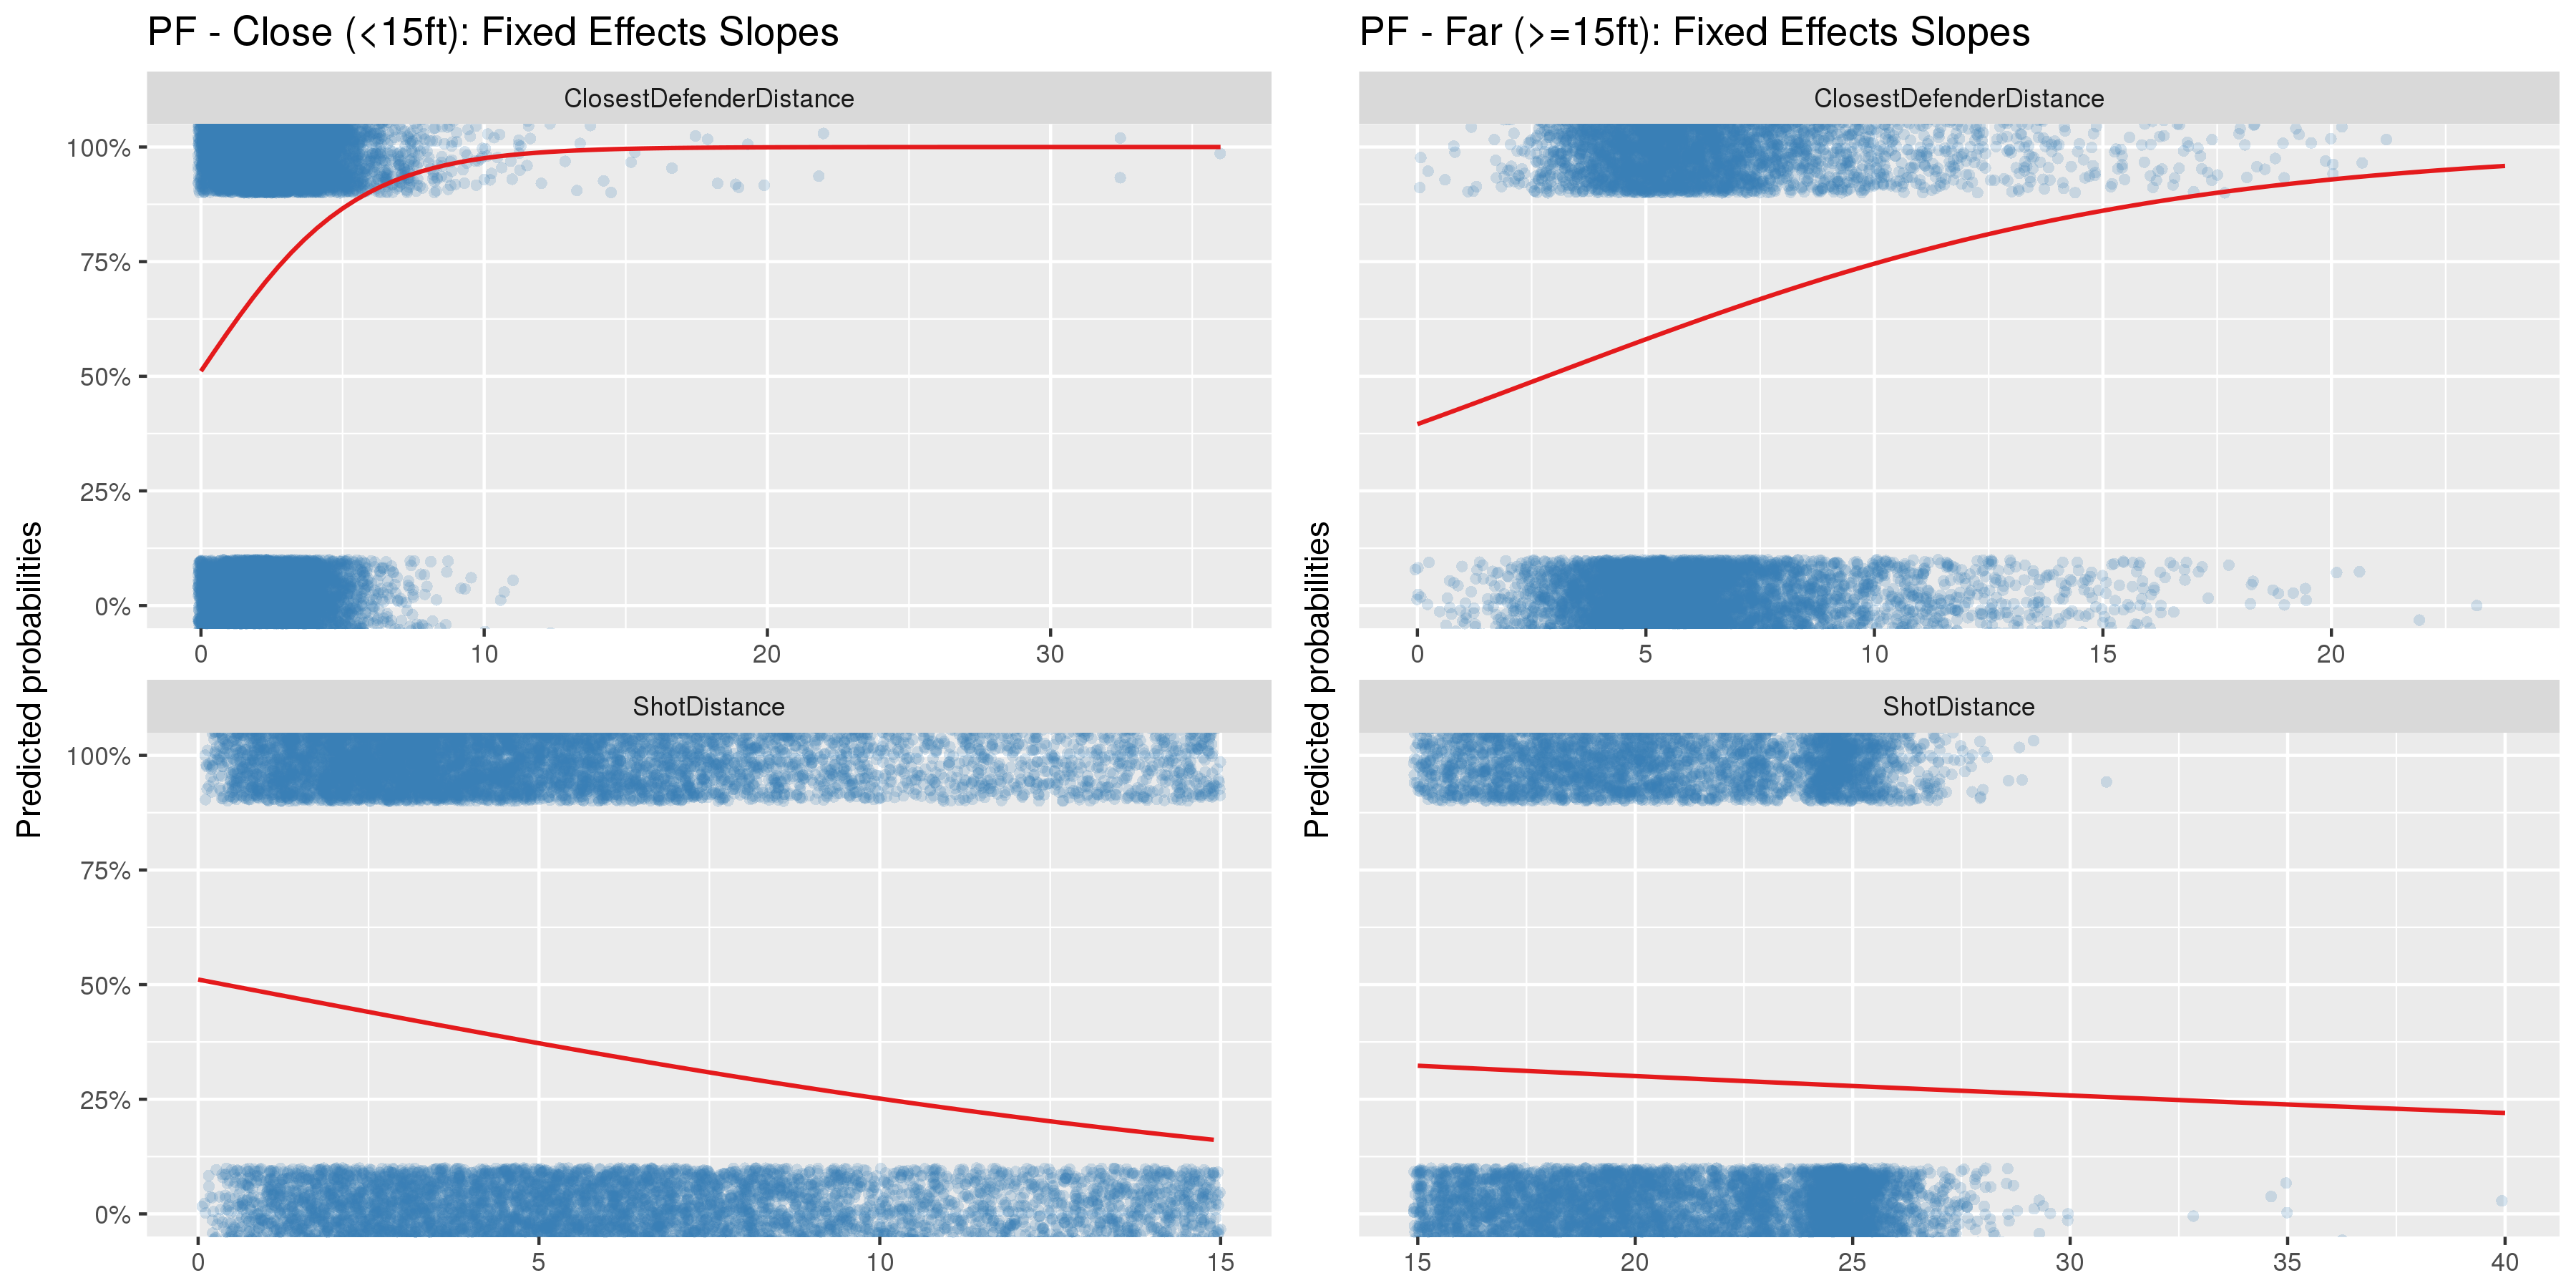 PF - Close (<15ft): Fixed Effects Slopes
ClosestDefenderDistance
100%
75%
50%
25%
0%
0 10 20 30
ShotDistance
100%
75%
50%
25%
0%
0 5 10 15
Predicted probabilities
PF - Far (>=15ft): Fixed Effects Slopes
ClosestDefenderDistance
0 5 10 15 20
ShotDistance
15 20 25 30 35 40
Predicted probabilities